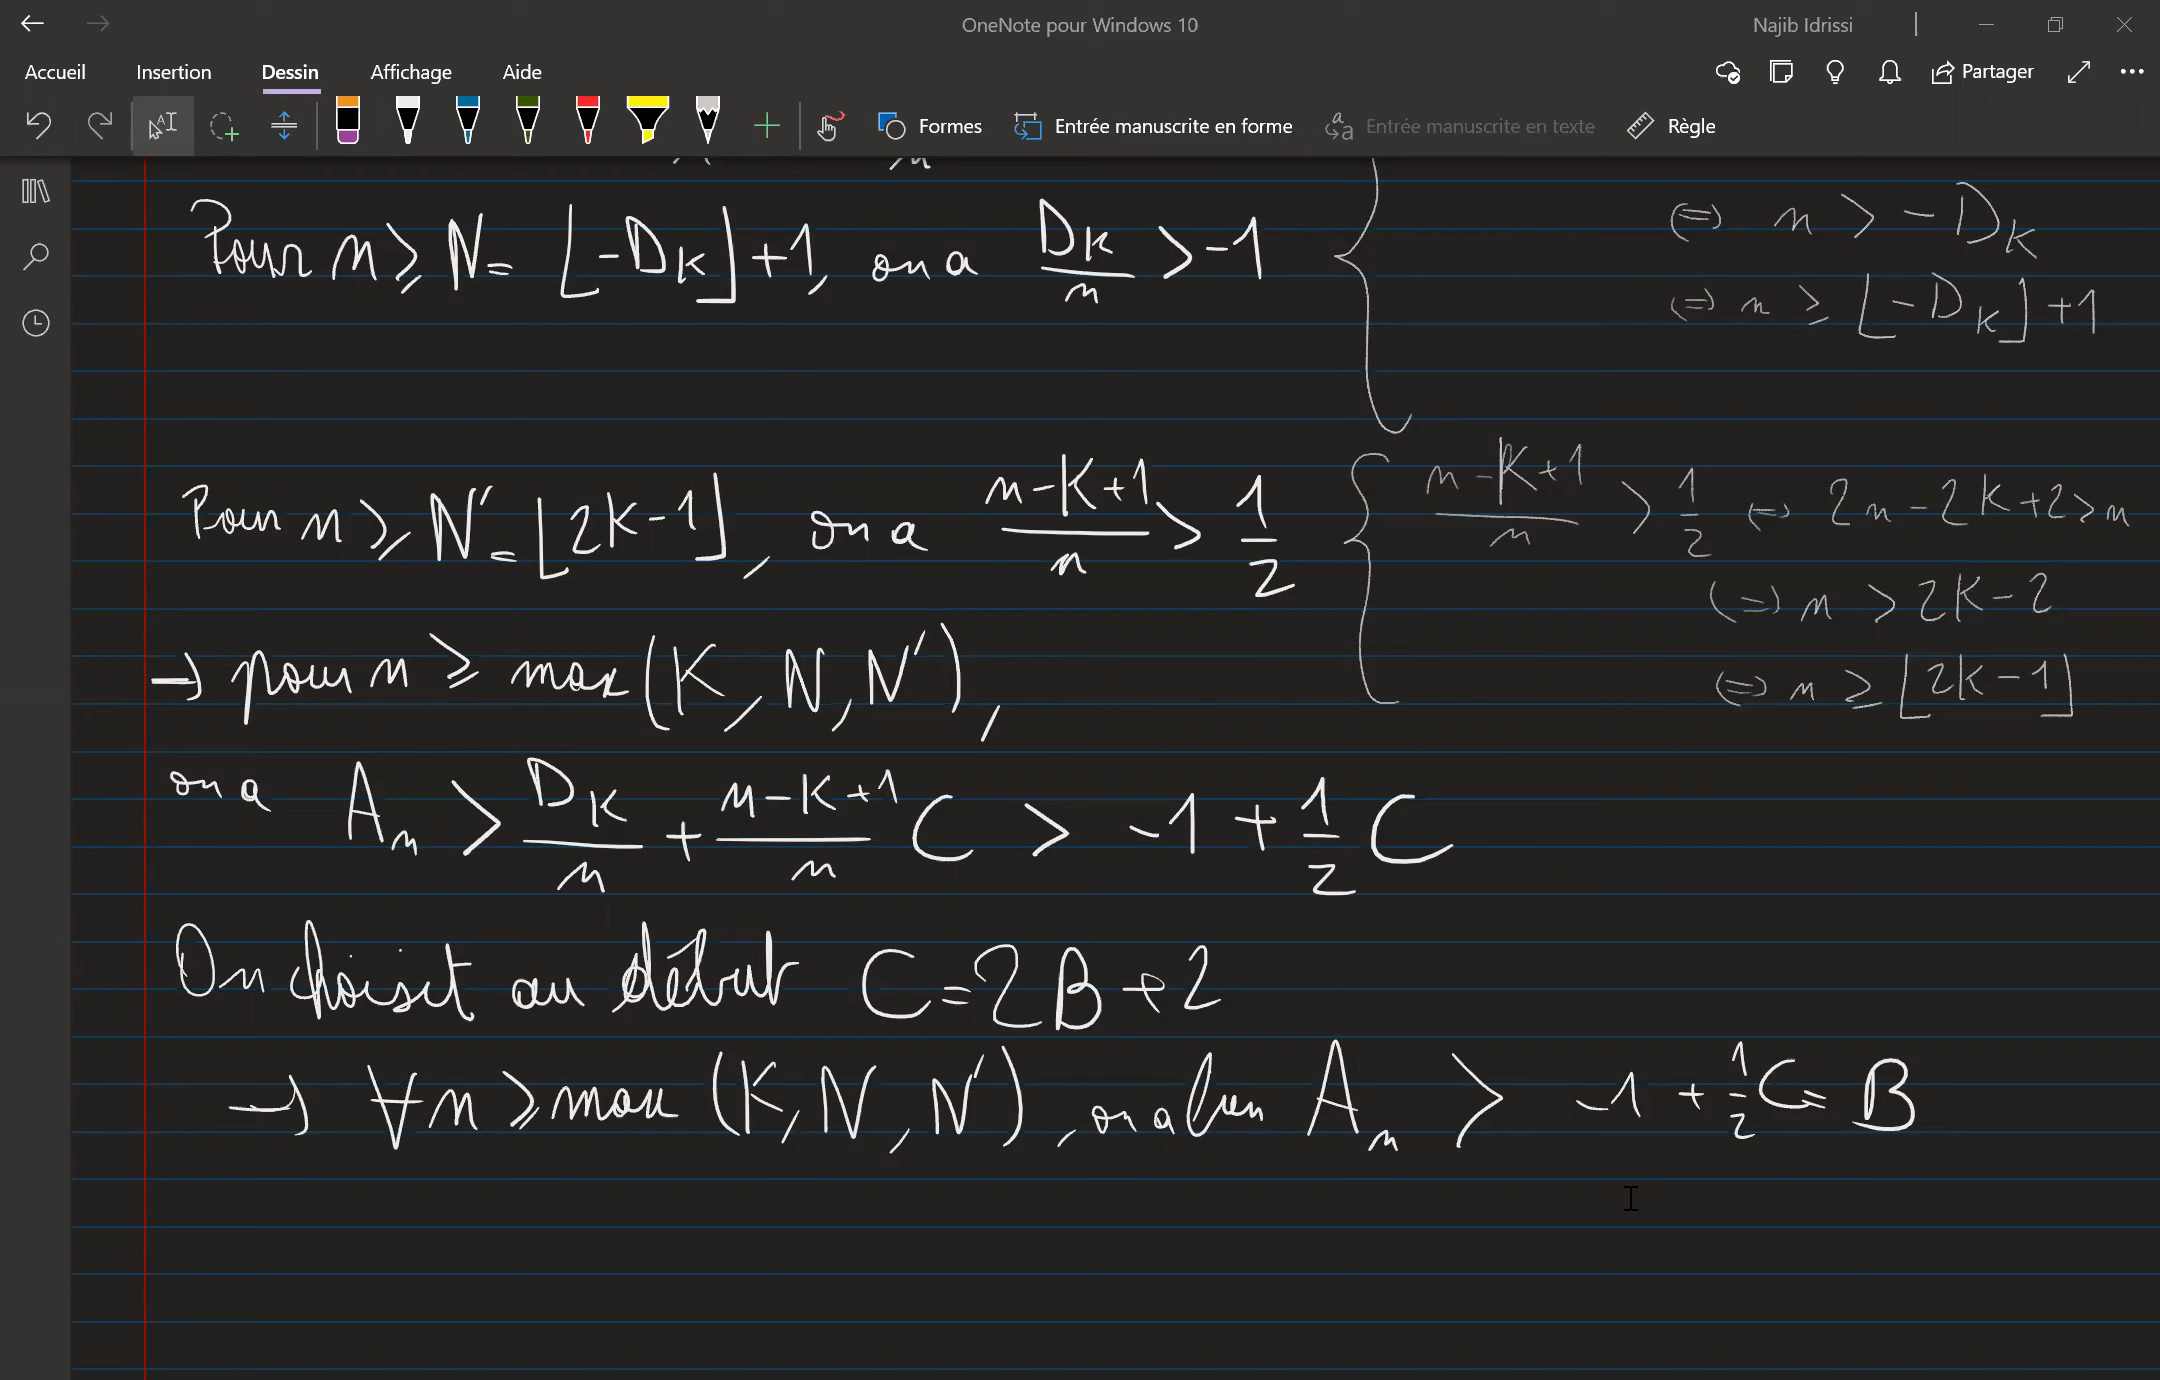 OneNote pour Windows 10
Najib Idrissi
Accueil Insertion Dessin Affichage Aide
Partager
Formes Entrée manuscrite en forme Entrée manuscrite en texte Règle
Pour n ≥ N = ⌊-D_K⌋+1, on a D_K/n > -1
⟺ n > -D_K
⟺ n ≥ ⌊-D_K⌋+1
Pour n ≥ N' = ⌊2K-1⌋, on a (n-K+1)/n > 1/2
(n-K+1)/n > 1/2 ⟺ 2n-2K+2>n
⟺ n > 2K-2
⟺ n ≥ ⌊2K-1⌋
→ pour n ≥ max(K, N, N'),
on a A_n > D_K/n + (n-K+1)/n C > -1 + 1/2 C
On choisit au début C=2B+2
→ ∀n ≥ max (K, N, N'), on a bien A_n > -1 + 1/2 C = B